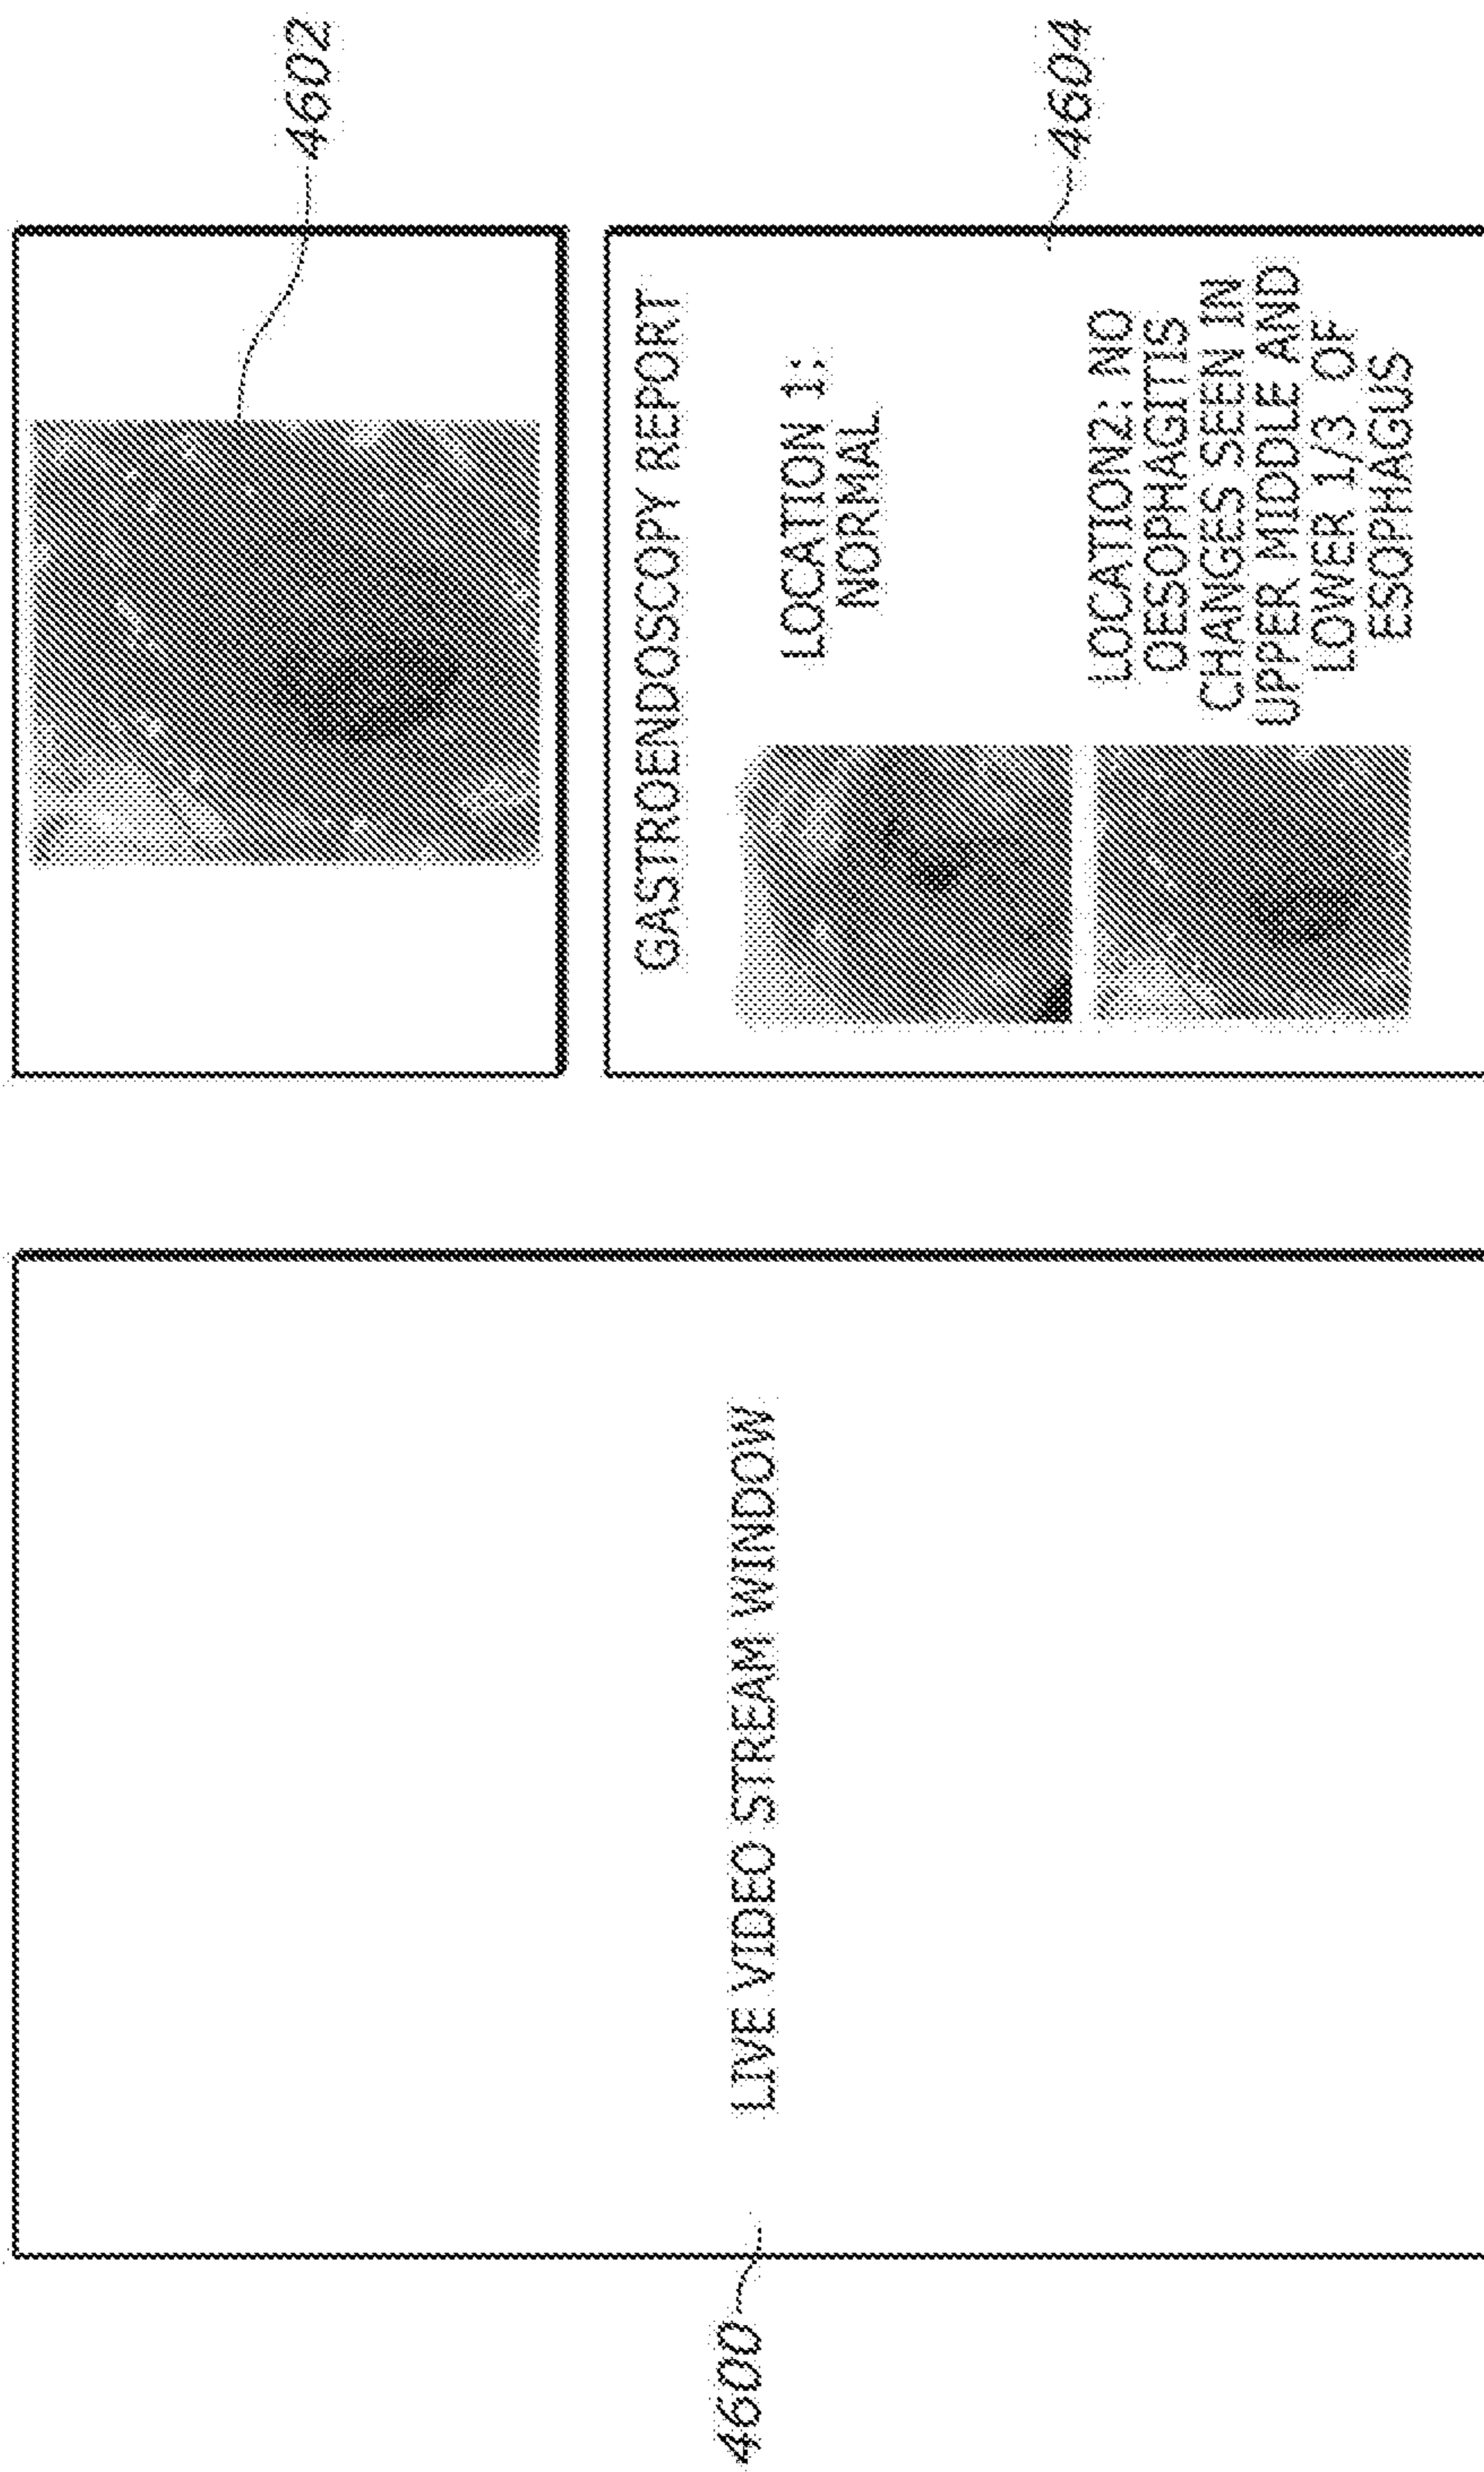 4600
LIVE VIDEO STREAM WINDOW
4602
GASTROENDOSCOPY REPORT
LOCATION 1:
NORMAL
LOCATION2: NO
OESOPHAGITIS
CHANGES SEEN IN
UPPER MIDDLE AND
LOWER 1/3 OF
ESOPHAGUS
4604